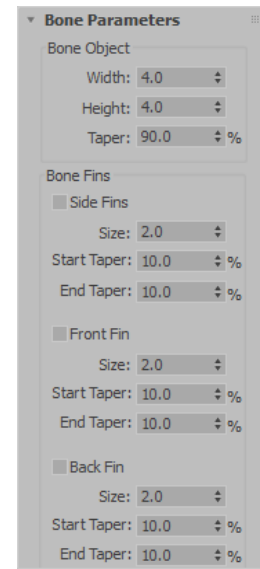 Bone Parameters
Bone Object
Width: 4.0
Height: 4.0
Taper: 90.0 %
Bone Fins
Side Fins
Size: 2.0
Start Taper: 10.0 %
End Taper: 10.0 %
Front Fin
Size: 2.0
Start Taper: 10.0 %
End Taper: 10.0 %
Back Fin
Size: 2.0
Start Taper: 10.0 %
End Taper: 10.0 %